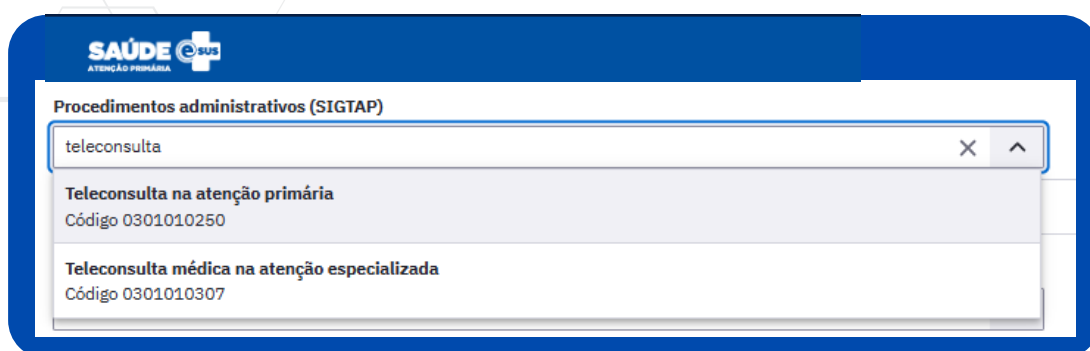 SAÚDE e sus
ATENÇÃO PRIMÁRIA
Procedimentos administrativos (SIGTAP)
teleconsulta
Teleconsulta na atenção primária
Código 0301010250
Teleconsulta médica na atenção especializada
Código 0301010307